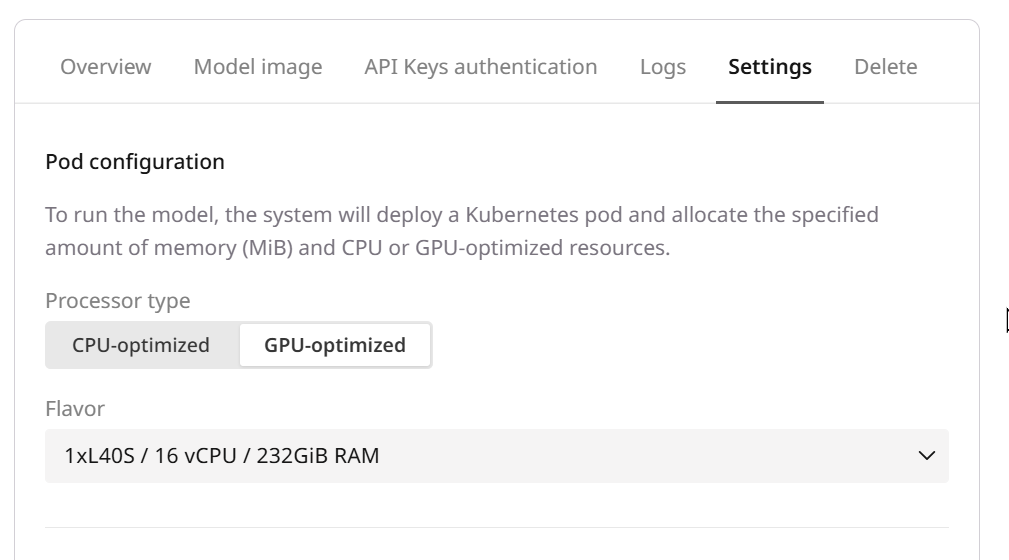 Overview Model image API Keys authentication Logs Settings Delete
Pod configuration
To run the model, the system will deploy a Kubernetes pod and allocate the specified
amount of memory (MiB) and CPU or GPU-optimized resources.
Processor type
CPU-optimized GPU-optimized
Flavor
1xL40S / 16 vCPU / 232GiB RAM